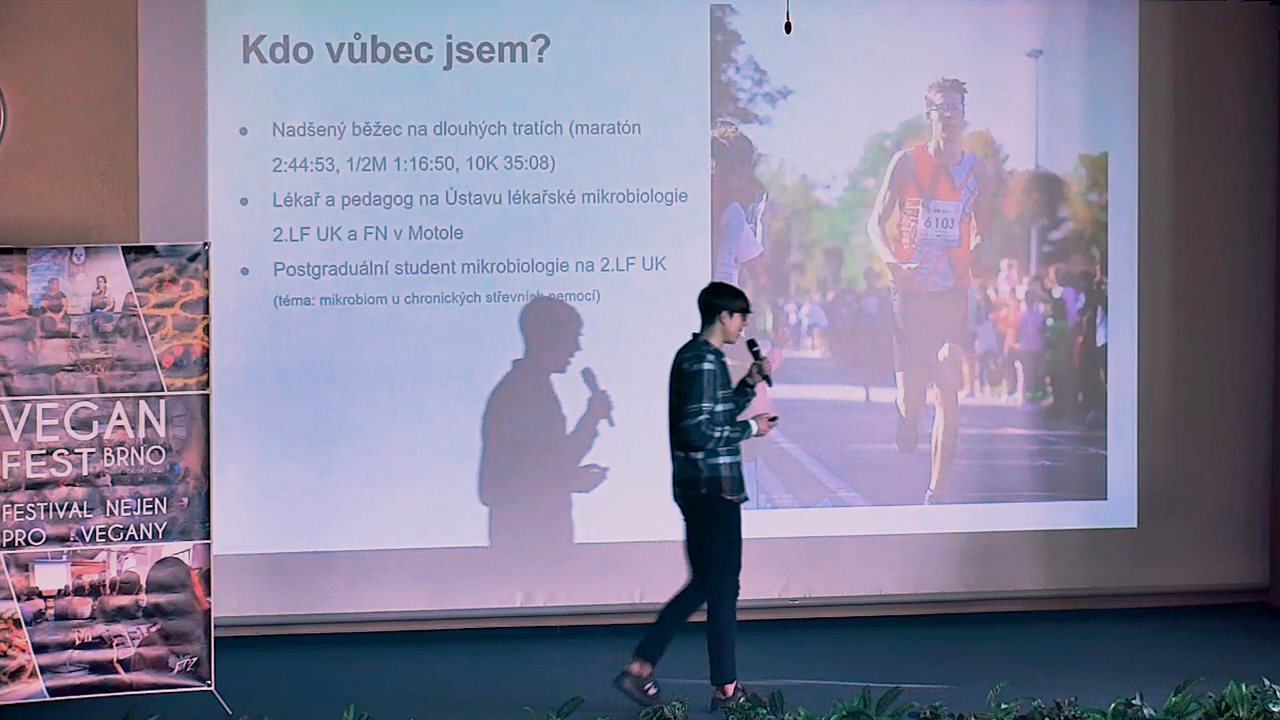 Kdo vůbec jsem?
Nadšený běžec na dlouhých tratích (maratón
2:44:53, 1/2M 1:16:50, 10K 35:08)
Lékař a pedagog na Ústavu lékařské mikrobiologie
2.LF UK a FN v Motole
Postgraduální student mikrobiologie na 2.LF UK
(téma: mikrobiom u chronických střevních nemocí)
6103
VEGAN
FEST BRNO
FESTIVAL NEJEN
PRO VEGANY